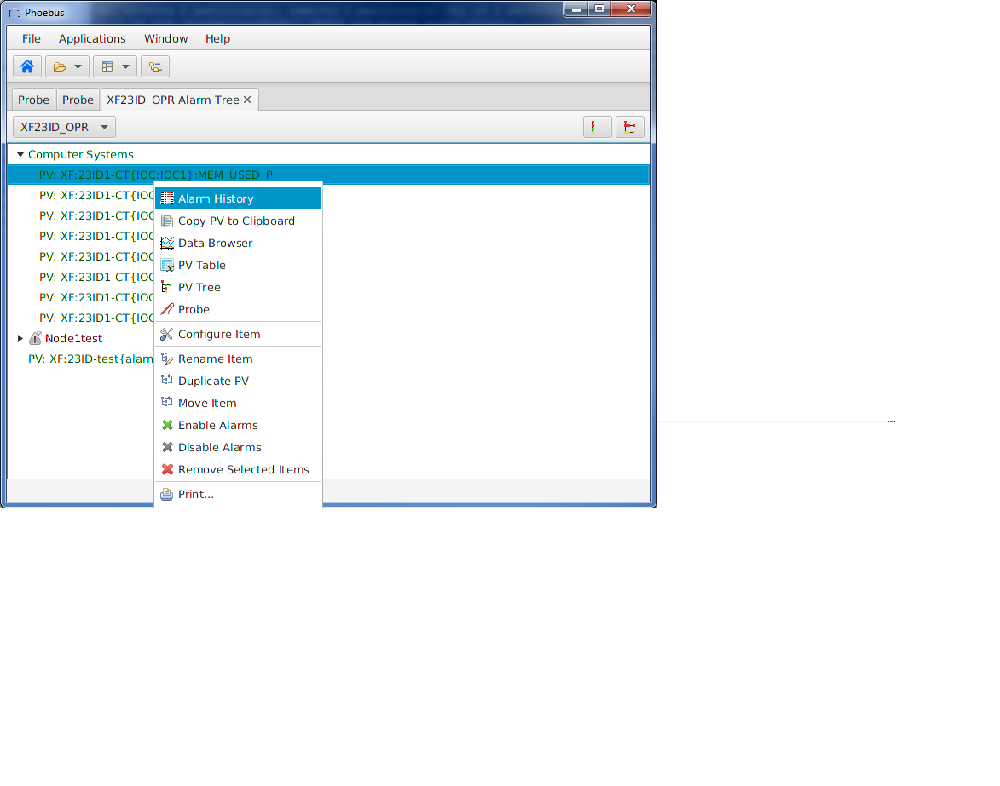 Phoebus
File Applications Window Help
Probe Probe XF23ID_OPR Alarm Tree
XF23ID_OPR
Computer Systems
PV: XF:23ID1-CT{IOC:IOC1}:MEM_USED_P
PV: XF:23ID1-CT{IOC
PV: XF:23ID1-CT{IOC
PV: XF:23ID1-CT{IOC
PV: XF:23ID1-CT{IOC
PV: XF:23ID1-CT{IOC
PV: XF:23ID1-CT{IOC
PV: XF:23ID1-CT{IOC
Node1test
PV: XF:23ID-test{alarm
Alarm History
Copy PV to Clipboard
Data Browser
PV Table
PV Tree
Probe
Configure Item
Rename Item
Duplicate PV
Move Item
Enable Alarms
Disable Alarms
Remove Selected Items
Print...